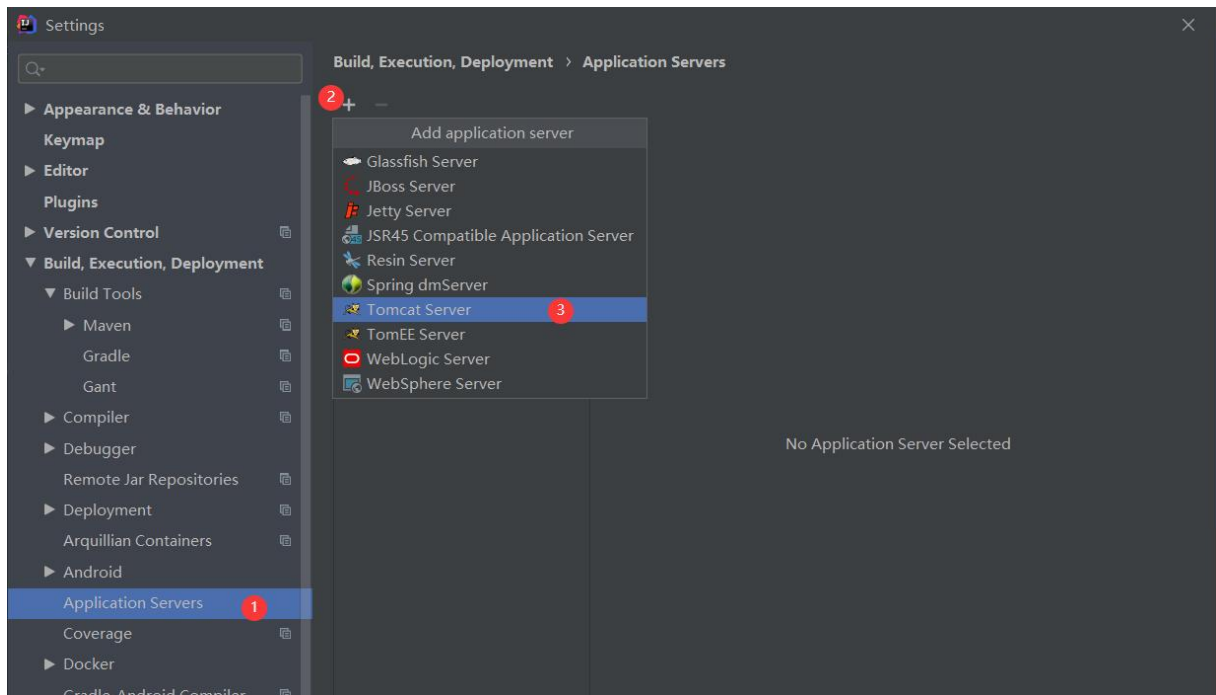 Settings
Build, Execution, Deployment › Application Servers
Appearance & Behavior
Keymap
Editor
Plugins
Version Control
Build, Execution, Deployment
Build Tools
Maven
Gradle
Gant
Compiler
Debugger
Remote Jar Repositories
Deployment
Arquillian Containers
Android
Application Servers
1
Coverage
Docker
Gradle-Android Compiler
2
Add application server
Glassfish Server
JBoss Server
Jetty Server
JSR45 Compatible Application Server
Resin Server
Spring dmServer
Tomcat Server
3
TomEE Server
WebLogic Server
WebSphere Server
No Application Server Selected